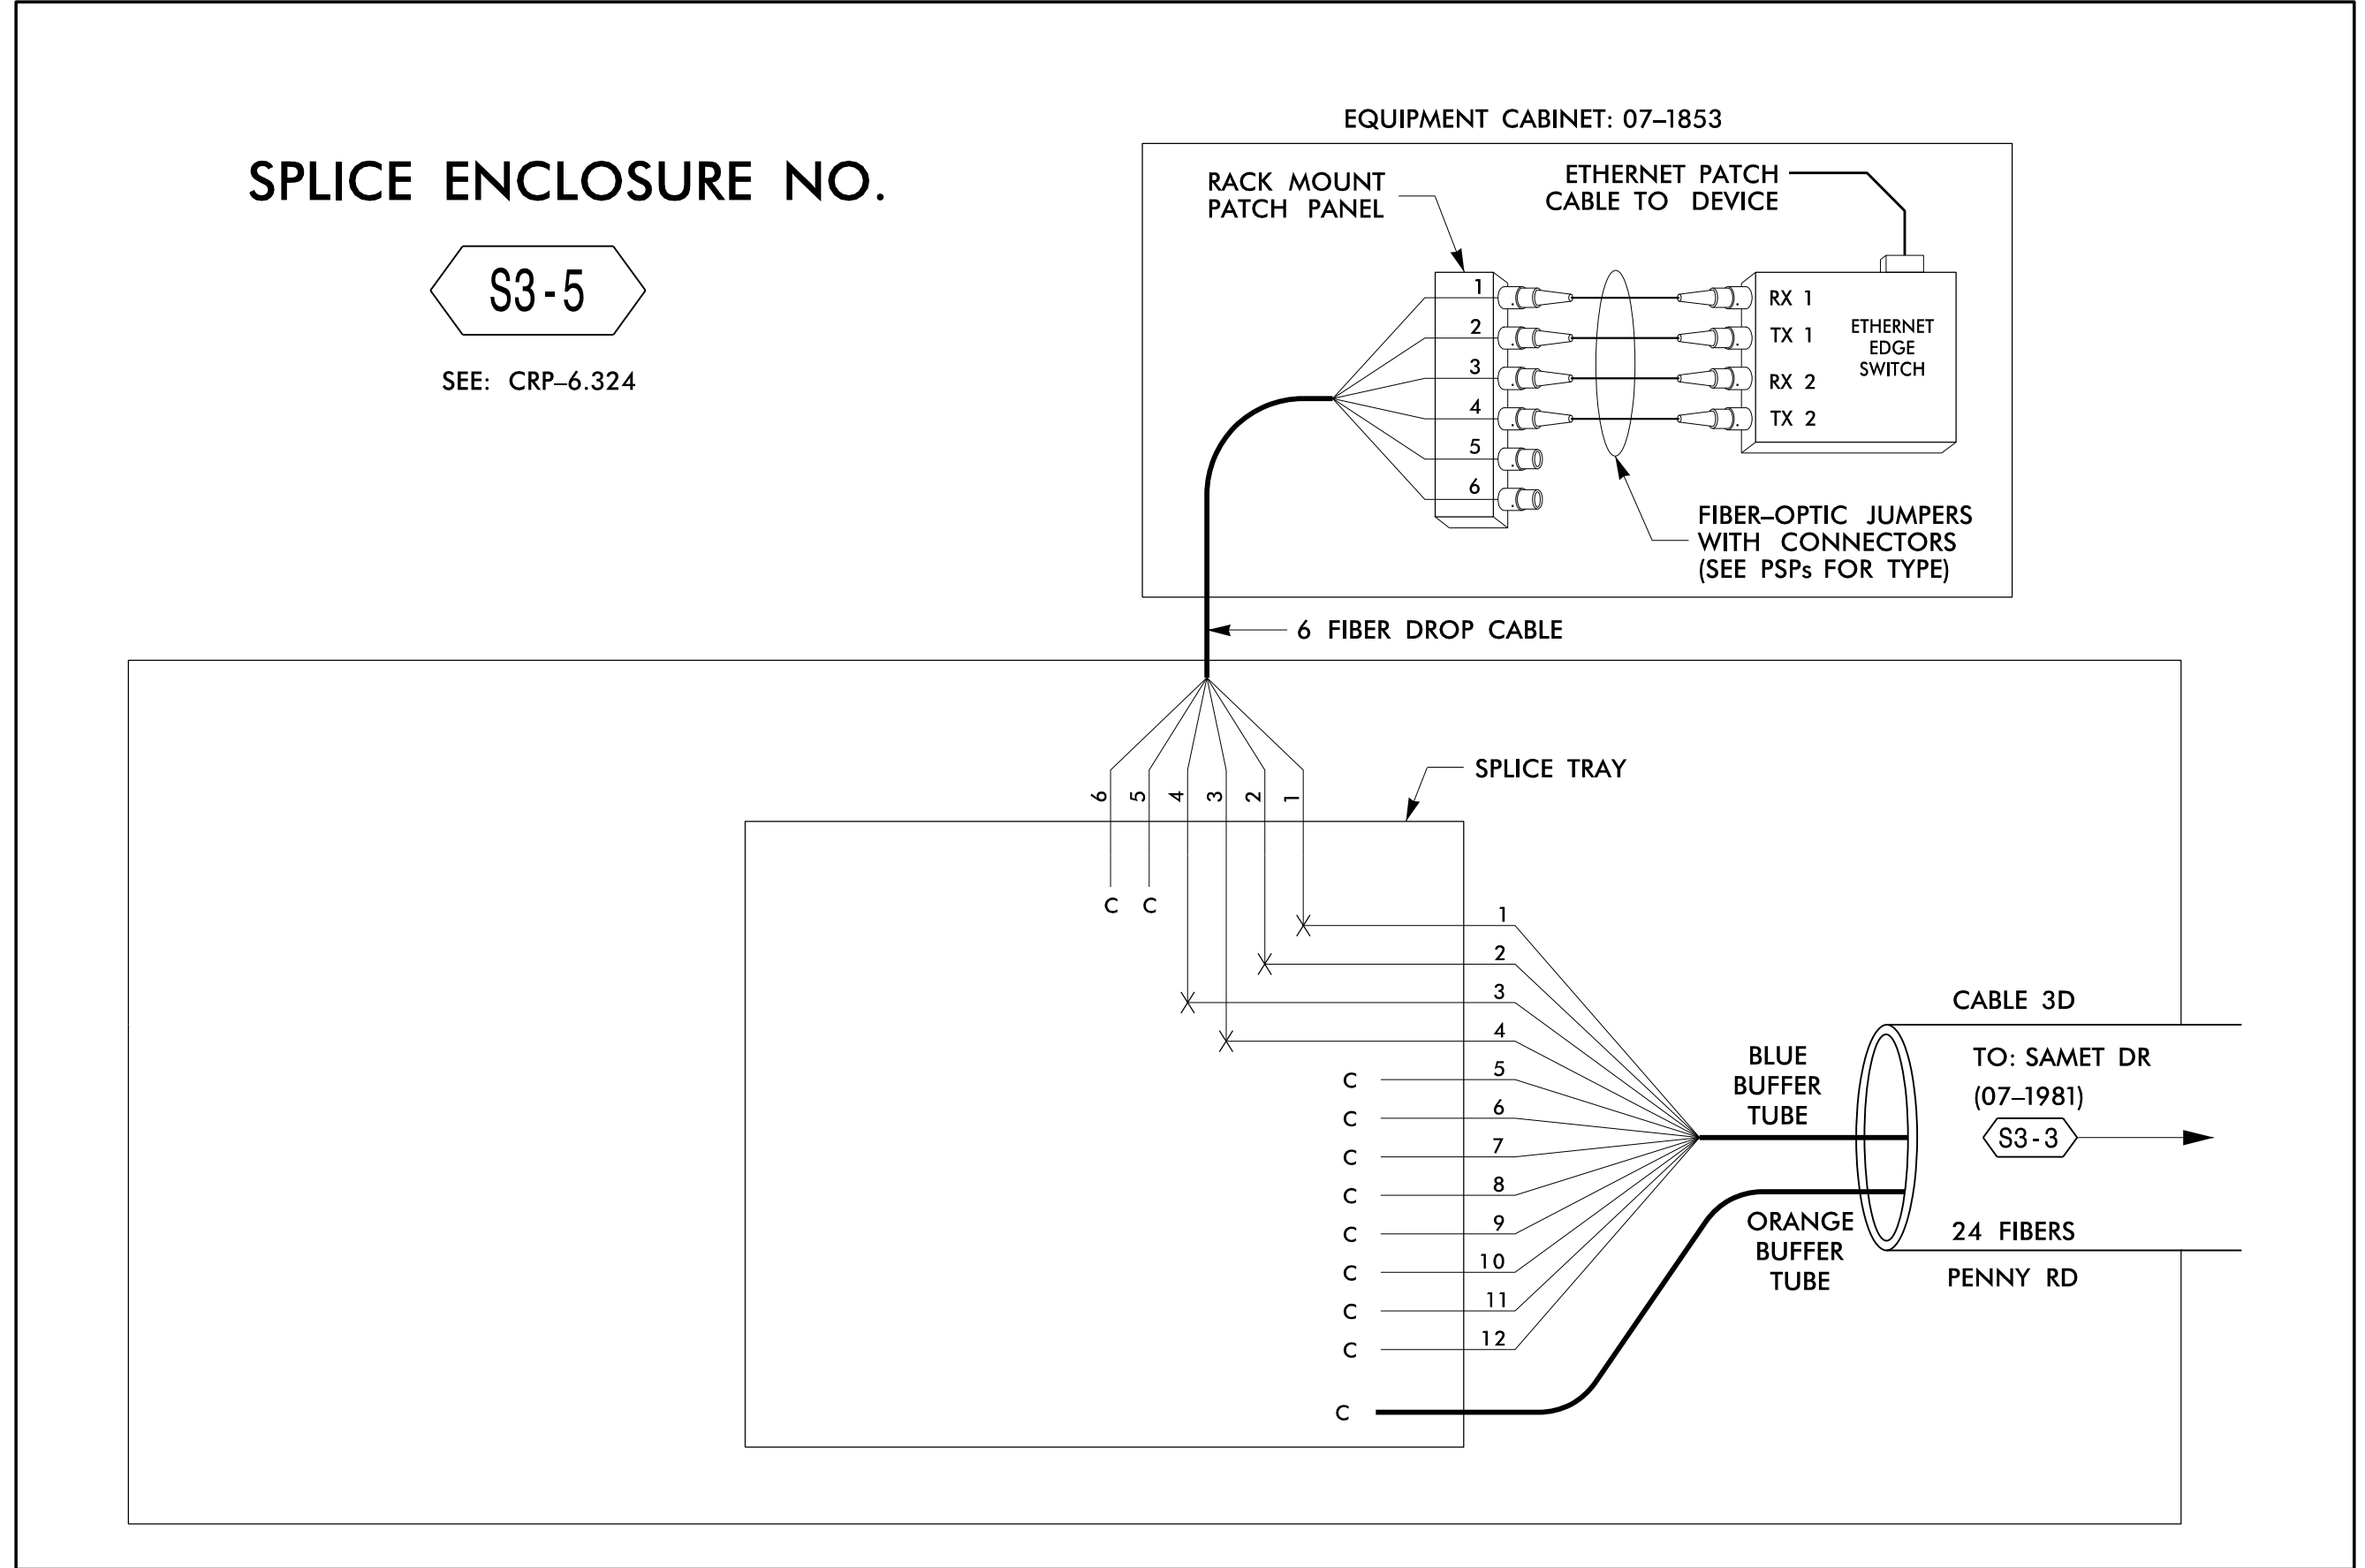 SPLICE ENCLOSURE NO.
S3-5
SEE: CRP-6.324
EQUIPMENT CABINET: 07-1853
RACK MOUNT
PATCH PANEL
ETHERNET PATCH
CABLE TO DEVICE
1
2
3
4
5
6
RX 1
TX 1
RX 2
TX 2
ETHERNET
EDGE
SWITCH
FIBER-OPTIC JUMPERS
WITH CONNECTORS
(SEE PSPs FOR TYPE)
6 FIBER DROP CABLE
SPLICE TRAY
6 5 4 3 2 1
C C
1
2
3
4
C 5
C 6
C 7
C 8
C 9
C 10
C 11
C 12
C
BLUE
BUFFER
TUBE
ORANGE
BUFFER
TUBE
CABLE 3D
TO: SAMET DR
(07-1981)
S3-3
24 FIBERS
PENNY RD